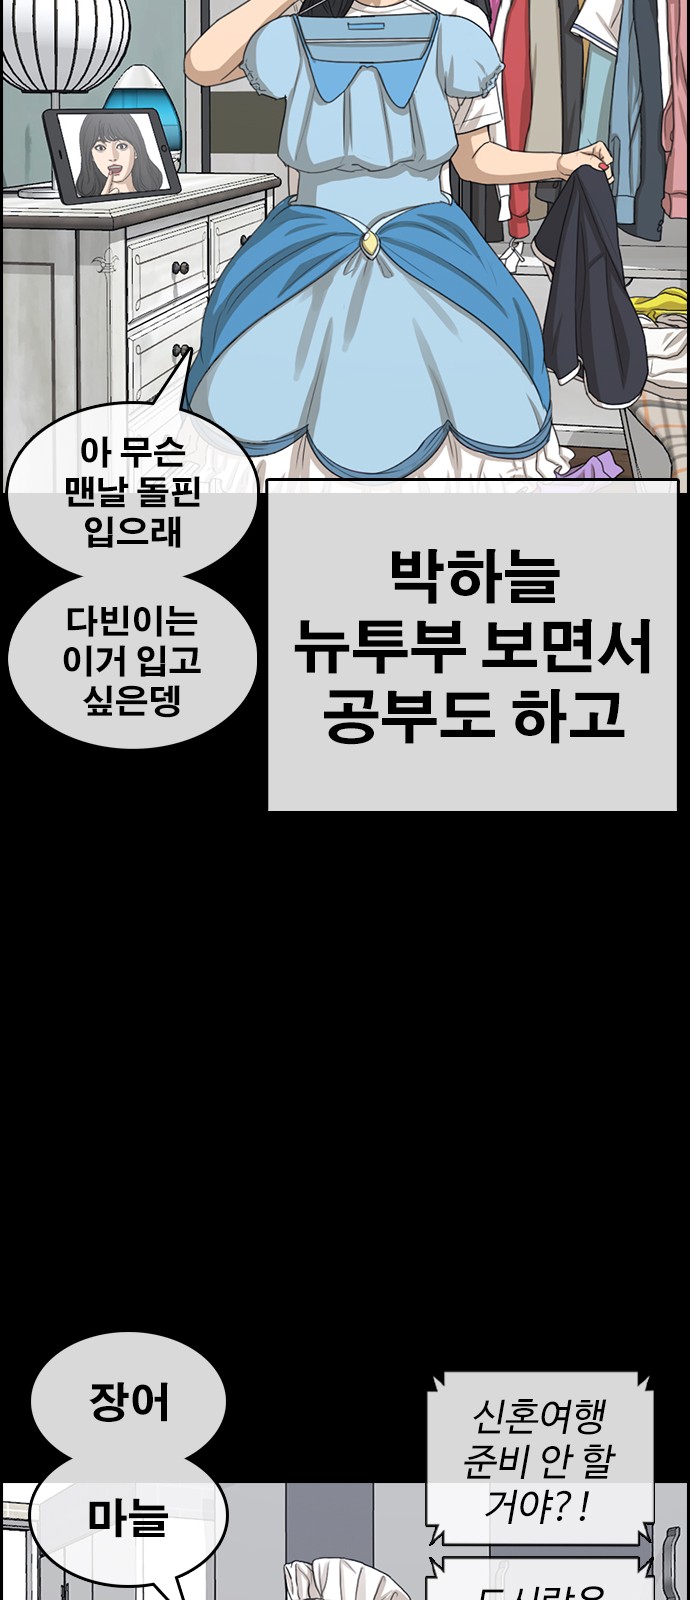 아 무슨
맨날 돌핀
입으래
다빈이는
이거 입고
싶은뎅
박하늘
뉴투부 보면서
공부도 하고
장어
마늘
신혼여행
준비 안 할
거야?!